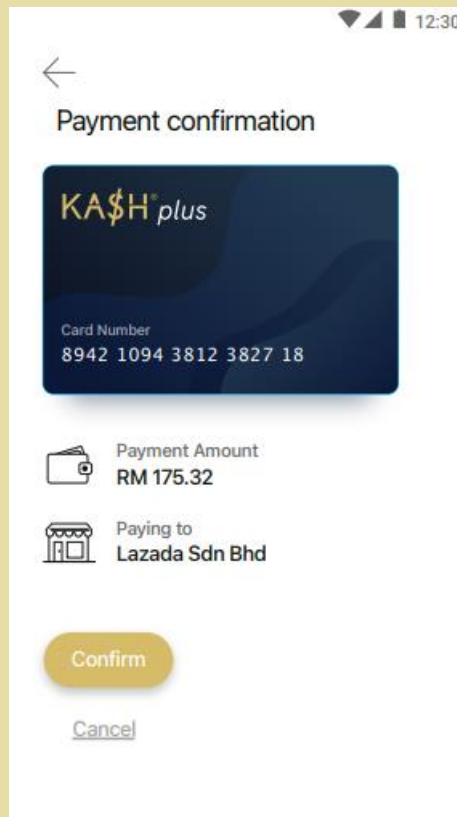 12:30
Payment confirmation
KA$H® plus
Card Number
8942 1094 3812 3827 18
Payment Amount
RM 175.32
Paying to
Lazada Sdn Bhd
Confirm
Cancel